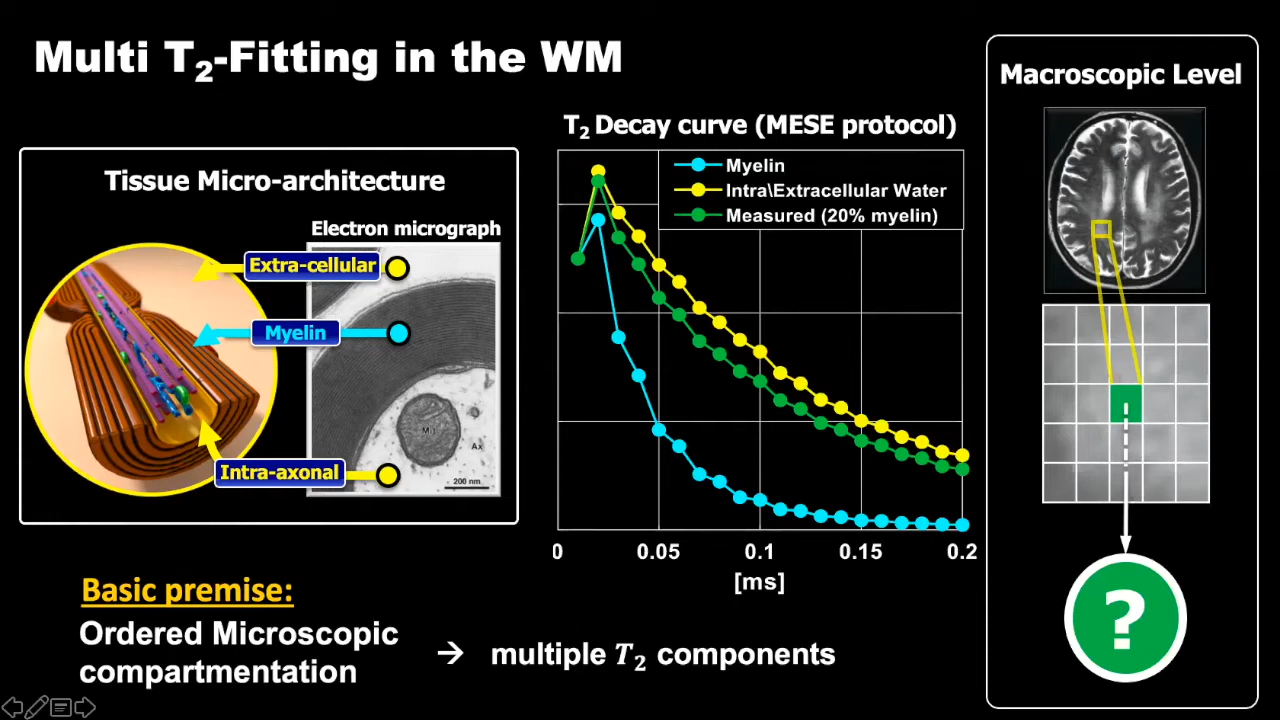 Multi T₂-Fitting in the WM
Tissue Micro-architecture
Electron micrograph
Extra-cellular
Myelin
Intra-axonal
Mit
Ax
200 nm
T₂ Decay curve (MESE protocol)
Myelin
Intra\Extracellular Water
Measured (20% myelin)
0 0.05 0.1 0.15 0.2
[ms]
Macroscopic Level
?
Basic premise:
Ordered Microscopic
compartmentation
→ multiple T₂ components